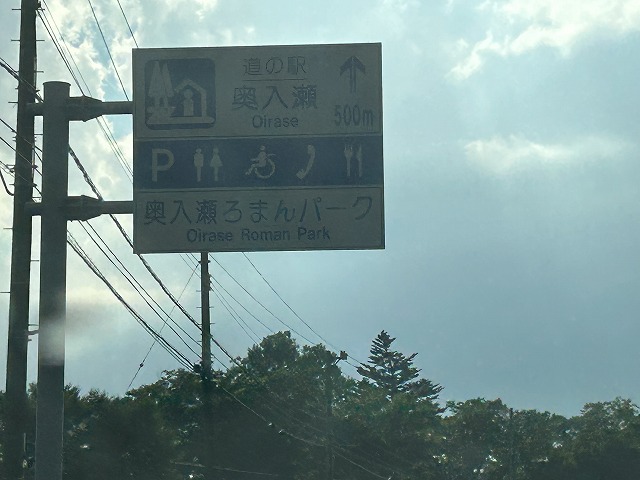 道の駅
奥入瀬
Oirase
500m
P
奥入瀬ろまんパーク
Oirase Roman Park